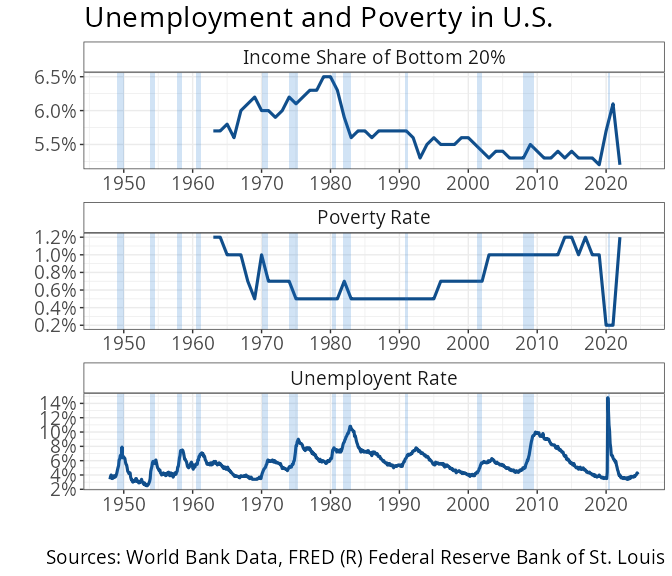 Unemployment and Poverty in U.S.
Income Share of Bottom 20%
6.5%
6.0%
5.5%
1950 1960 1970 1980 1990 2000 2010 2020
Poverty Rate
1.2%
1.0%
0.8%
0.6%
0.4%
0.2%
1950 1960 1970 1980 1990 2000 2010 2020
Unemployent Rate
14%
12%
10%
8%
6%
4%
2%
1950 1960 1970 1980 1990 2000 2010 2020
Sources: World Bank Data, FRED (R) Federal Reserve Bank of St. Louis